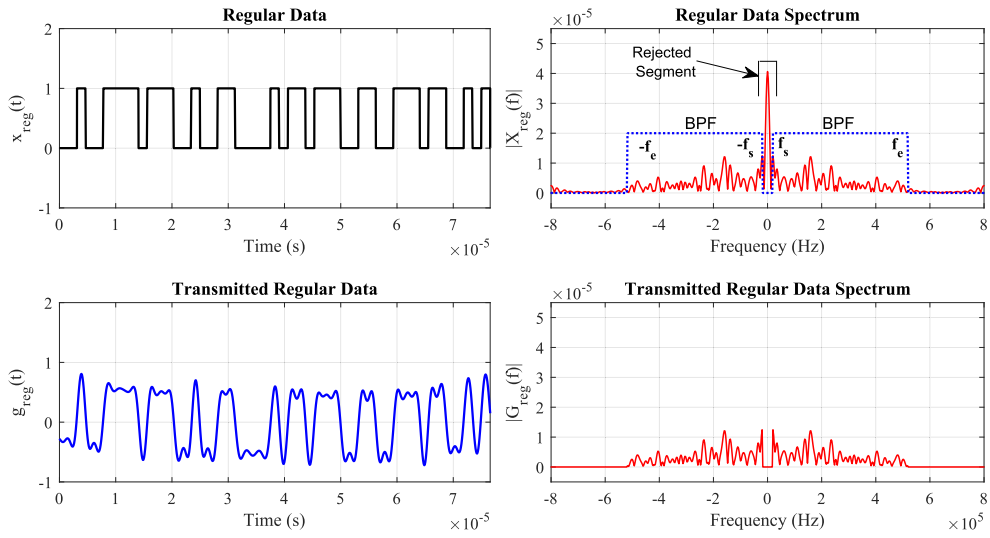 Regular Data
2
1
0
-1
x_reg(t)
0 1 2 3 4 5 6 7
Time (s)
×10^-5
Regular Data Spectrum
×10^-5
5
4
3
2
1
0
|X_reg(f)|
Rejected
Segment
BPF
BPF
-f_e
-f_s
f_s
f_e
-8 -6 -4 -2 0 2 4 6 8
Frequency (Hz)
Transmitted Regular Data
2
1
0
-1
g_reg(t)
0 1 2 3 4 5 6 7
Time (s)
×10^-5
Transmitted Regular Data Spectrum
×10^-5
5
4
3
2
1
0
|G_reg(f)|
-8 -6 -4 -2 0 2 4 6 8
Frequency (Hz)
×10^5